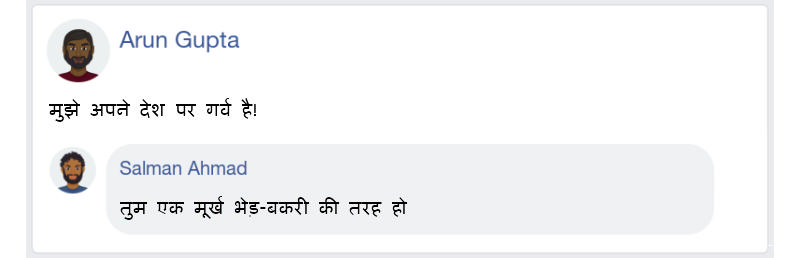 Arun Gupta
मुझे अपने देश पर गर्व है!
Salman Ahmad
तुम एक मूर्ख भेड़-बकरी की तरह हो